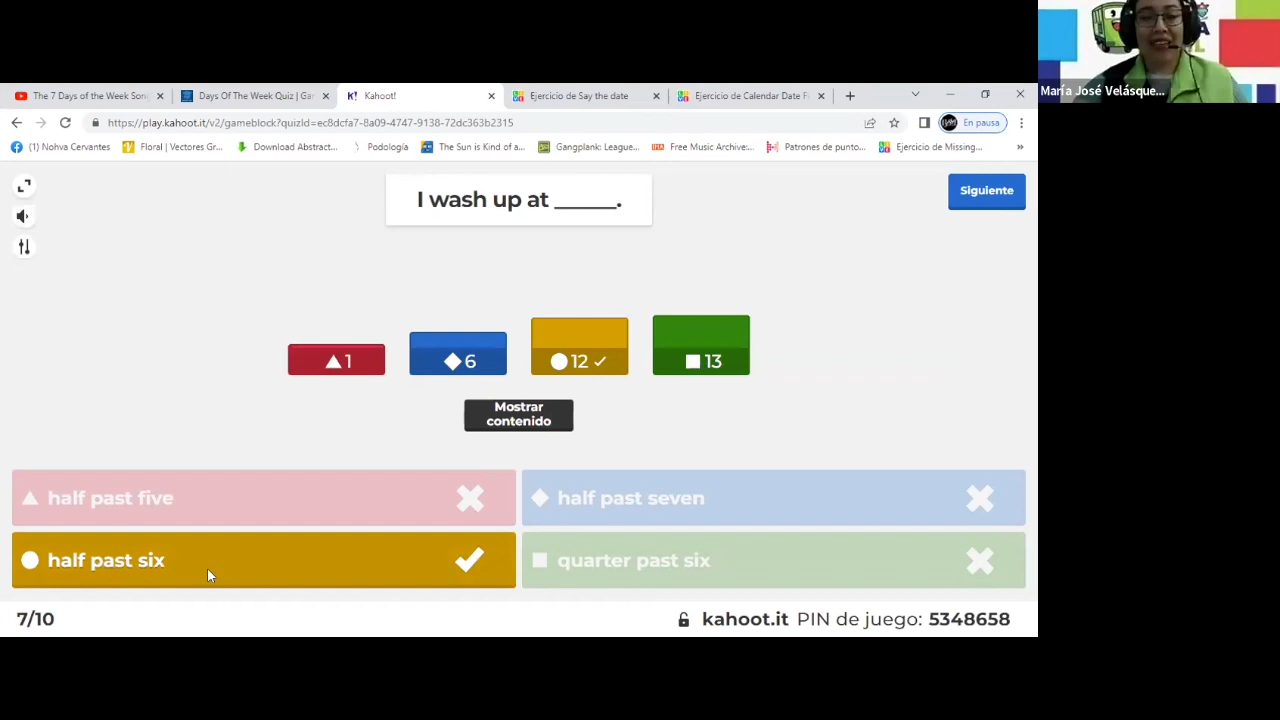 María José Velásque...
The 7 Days of the Week Son
Days Of The Week Quiz | Ga
Kahoot!
Ejercicio de Say the date
Ejercicio de Calendar Date F
https://play.kahoot.it/v2/gameblock?quizId=ec8dcfa7-8a09-4747-9138-72dc363b2315
En pausa
(1) Nohva Cervantes
Floral | Vectores Gr...
Download Abstract...
Podología
The Sun is Kind of a...
Gangplank: League...
Free Music Archive:...
Patrones de punto...
Ejercicio de Missing...
»
I wash up at ______.
Siguiente
1
6
12
13
Mostrar
contenido
half past five
half past seven
half past six
quarter past six
7/10
kahoot.it PIN de juego: 5348658